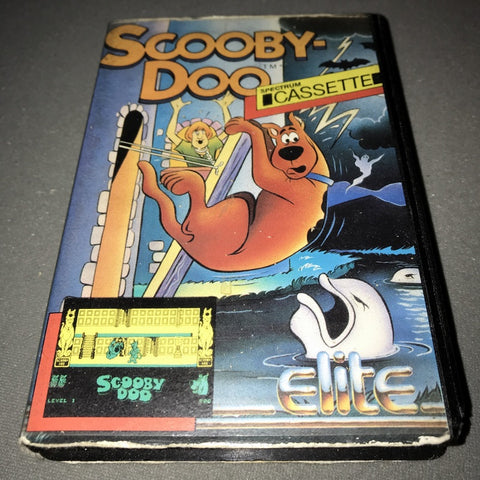 SCOOBY-
DOO
TM
SPECTRUM
CASSETTE
SCOOBY
DOO
LEVEL 1
elite